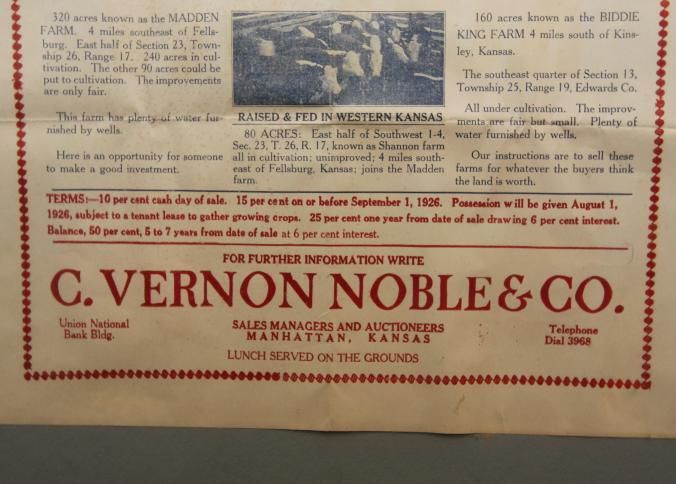 320 acres known as the MADDEN
FARM. 4 miles southeast of Fells-
burg. East half of Section 23, Town-
ship 26, Range 17. 240 acres in cul-
tivation. The other 90 acres could be
put to cultivation. The improvements
are only fair.
This farm has plenty of water fur-
nished by wells.
Here is an opportunity for someone
to make a good investment.
RAISED & FED IN WESTERN KANSAS
80 ACRES: East half of Southwest 1-4,
Sec. 23, T. 26, R. 17, known as Shannon farm
all in cultivation; unimproved; 4 miles south-
east of Fellsburg, Kansas; joins the Madden
farm.
160 acres known as the BIDDIE
KING FARM 4 miles south of Kins-
ley, Kansas.
The southeast quarter of Section 13,
Township 25, Range 19, Edwards Co.
All under cultivation. The improv-
ments are fair but small. Plenty of
water furnished by wells.
Our instructions are to sell these
farms for whatever the buyers think
the land is worth.
TERMS:—10 per cent cash day of sale. 15 per cent on or before September 1, 1926. Possession will be given August 1,
1926, subject to a tenant lease to gather growing crops. 25 per cent one year from date of sale drawing 6 per cent interest.
Balance, 50 per cent, 5 to 7 years from date of sale at 6 per cent interest.
FOR FURTHER INFORMATION WRITE
C. VERNON NOBLE & CO.
Union National
Bank Bldg.
SALES MANAGERS AND AUCTIONEERS
MANHATTAN, KANSAS
Telephone
Dial 3968
LUNCH SERVED ON THE GROUNDS